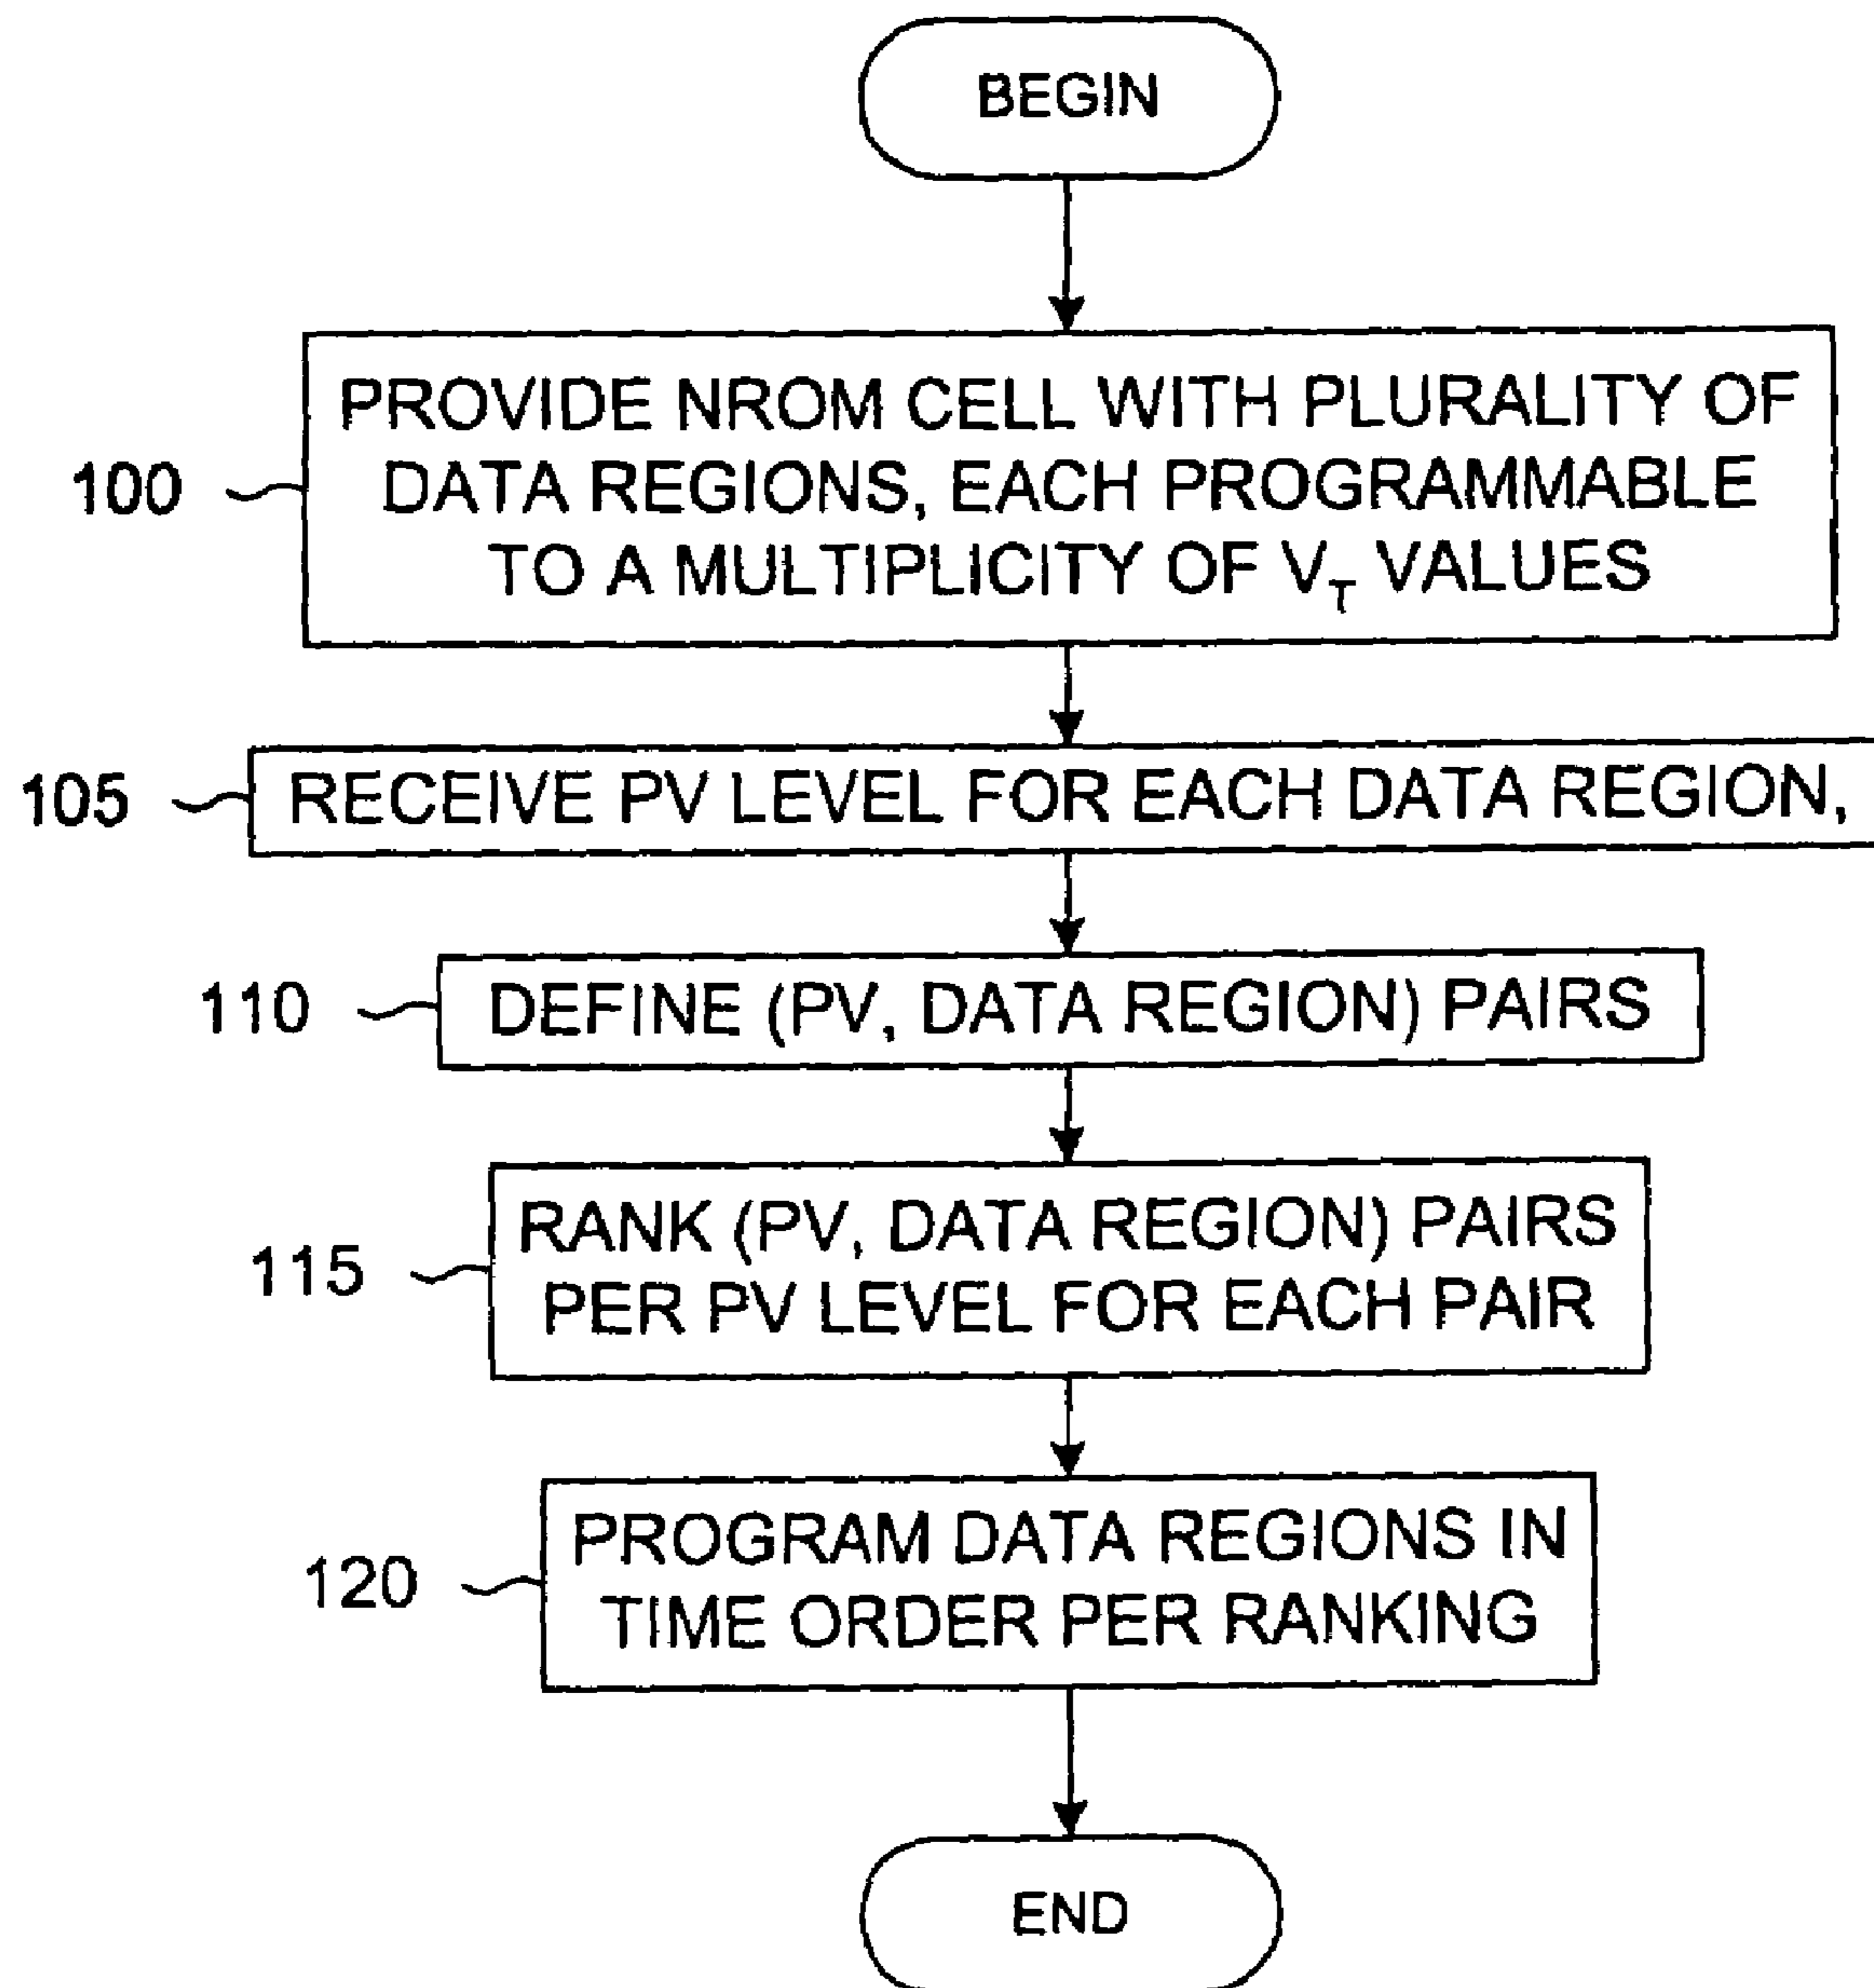 BEGIN
100
PROVIDE NROM CELL WITH PLURALITY OF
DATA REGIONS, EACH PROGRAMMABLE
TO A MULTIPLICITY OF V_T VALUES
105
RECEIVE PV LEVEL FOR EACH DATA REGION,
110
DEFINE (PV, DATA REGION) PAIRS
115
RANK (PV, DATA REGION) PAIRS
PER PV LEVEL FOR EACH PAIR
120
PROGRAM DATA REGIONS IN
TIME ORDER PER RANKING
END